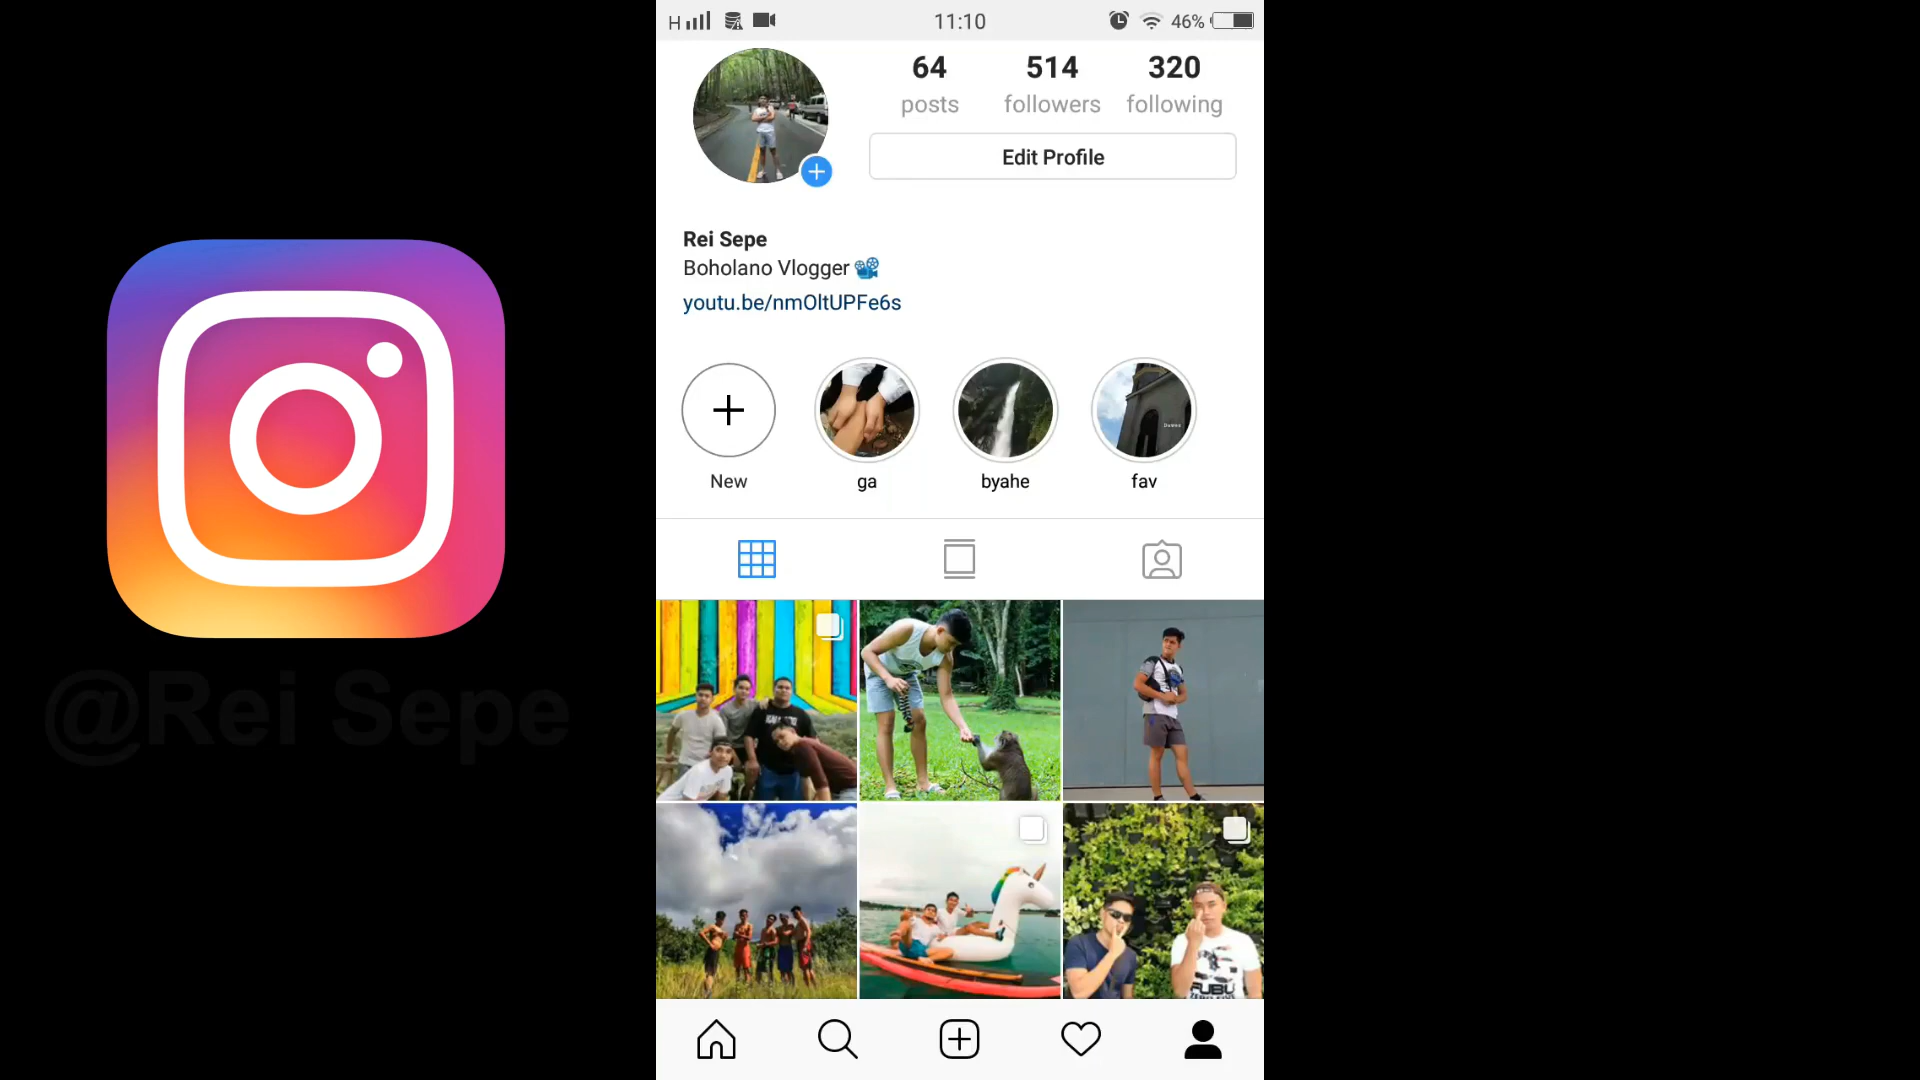 H 11:10 46%
64 514 320
posts followers following
Edit Profile
Rei Sepe
Boholano Vlogger
youtu.be/nmOltUPFe6s
New ga byahe fav
@Rei Sepe
FUBU